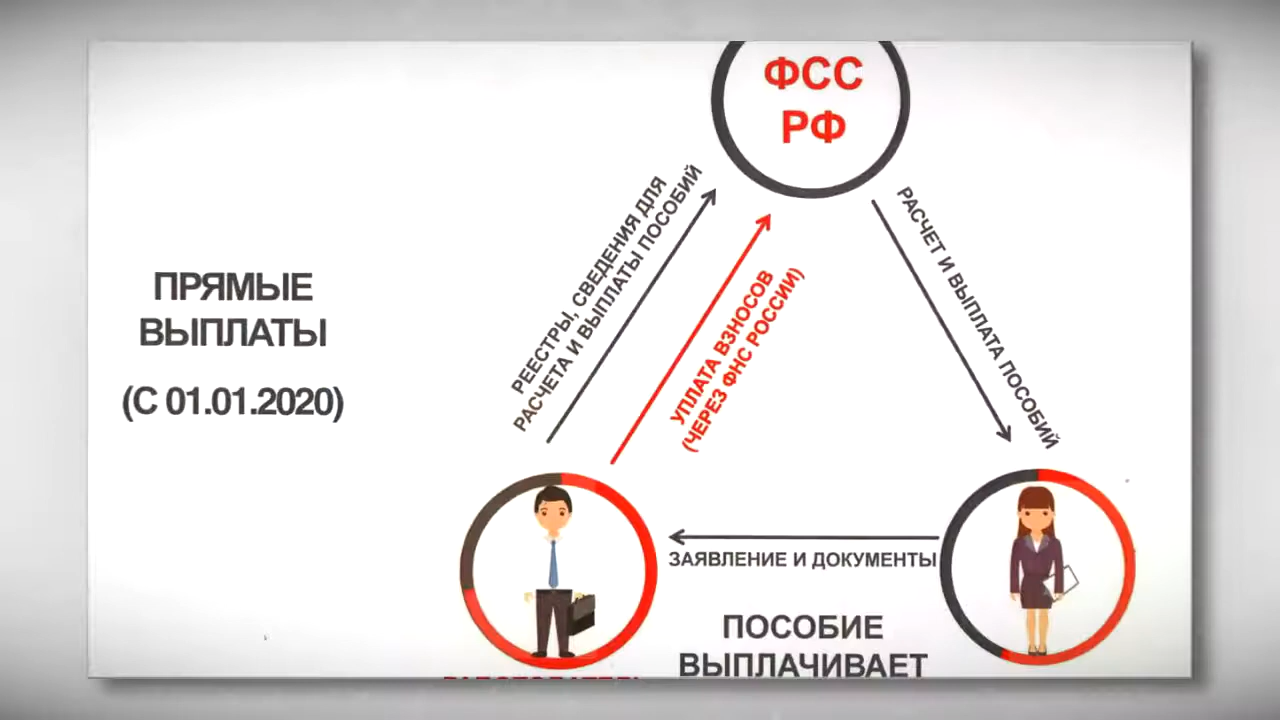 ФСС
РФ
ПРЯМЫЕ
ВЫПЛАТЫ
(С 01.01.2020)
РЕЕСТРЫ, СВЕДЕНИЯ ДЛЯ
РАСЧЕТА И ВЫПЛАТЫ ПОСОБИЙ
УПЛАТА ВЗНОСОВ
(ЧЕРЕЗ ФНС РОССИИ)
РАСЧЕТ И ВЫПЛАТА ПОСОБИЙ
ЗАЯВЛЕНИЕ И ДОКУМЕНТЫ
ПОСОБИЕ
ВЫПЛАЧИВАЕТ